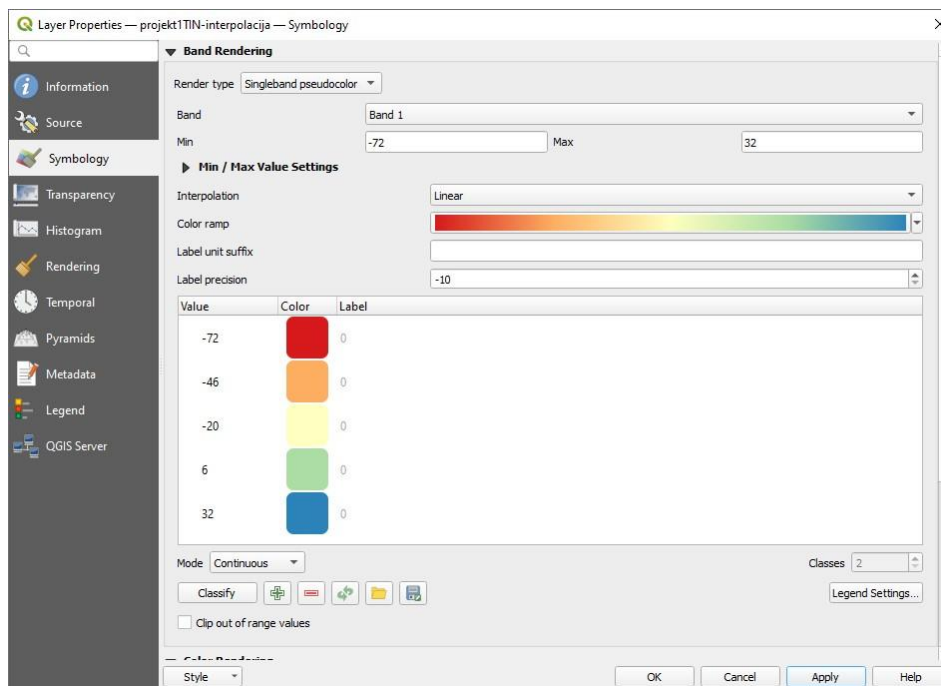 Layer Properties — projekt1TIN-interpolacija — Symbology
Information
Source
Symbology
Transparency
Histogram
Rendering
Temporal
Pyramids
Metadata
Legend
QGIS Server
Band Rendering
Render type Singleband pseudocolor
Band Band 1
Min -72 Max 32
Min / Max Value Settings
Interpolation Linear
Color ramp
Label unit suffix
Label precision -10
Value Color Label
-72 0
-46 0
-20 0
6 0
32 0
Mode Continuous Classes 2
Classify Legend Settings...
Clip out of range values
Color Rendering
Style OK Cancel Apply Help